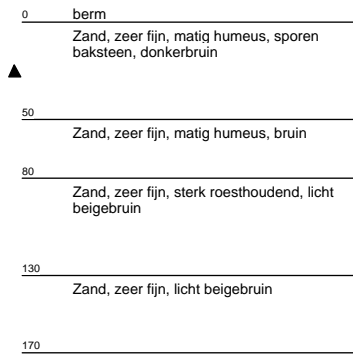 0 berm
Zand, zeer fijn, matig humeus, sporen
baksteen, donkerbruin
50
Zand, zeer fijn, matig humeus, bruin
80
Zand, zeer fijn, sterk roesthoudend, licht
beigebruin
130
Zand, zeer fijn, licht beigebruin
170